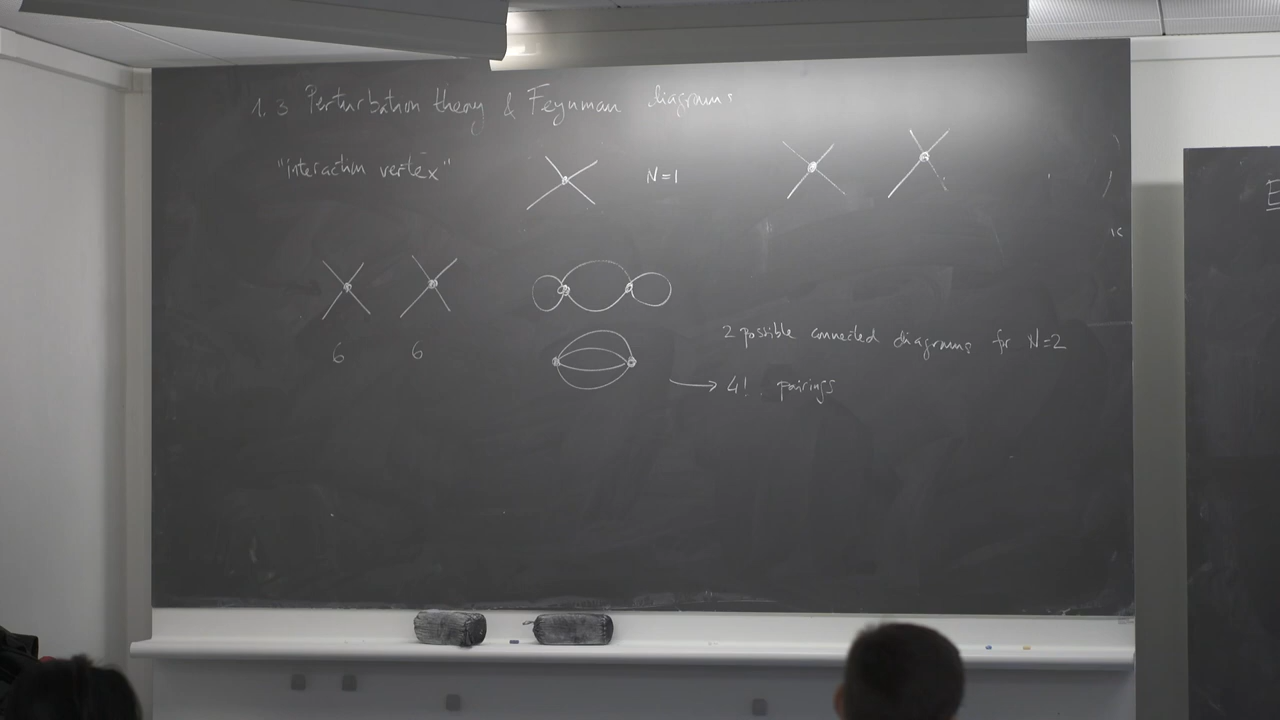 1.3 Perturbation theory & Feynman diagrams
"interaction vertex"
N=1
6 6
2 possible connected diagrams for N=2
→ 4! pairings
E